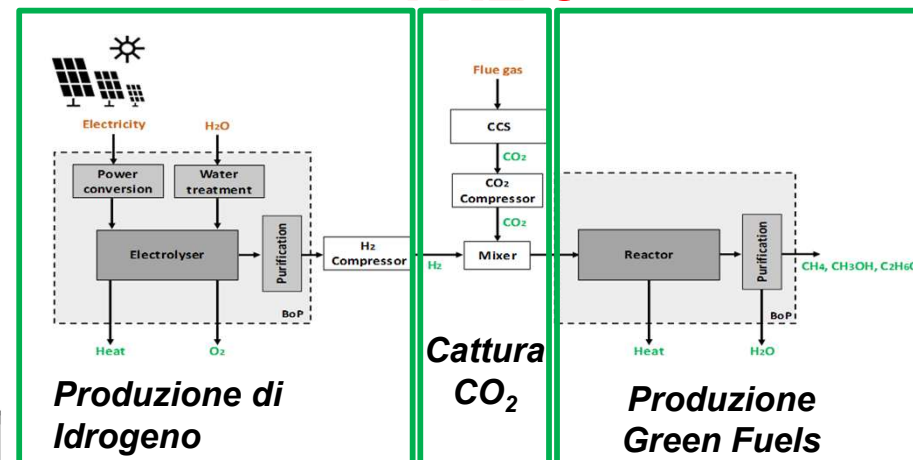 Electricity
H2O
Power
conversion
Water
treatment
Electrolyser
Purification
BoP
Heat
O2
H2
Compressor
H2
Produzione di
Idrogeno
Flue gas
CCS
CO2
CO2
Compressor
CO2
Mixer
Cattura
CO2
Reactor
Purification
CH4, CH3OH, C2H6O
BoP
Heat
H2O
Produzione
Green Fuels